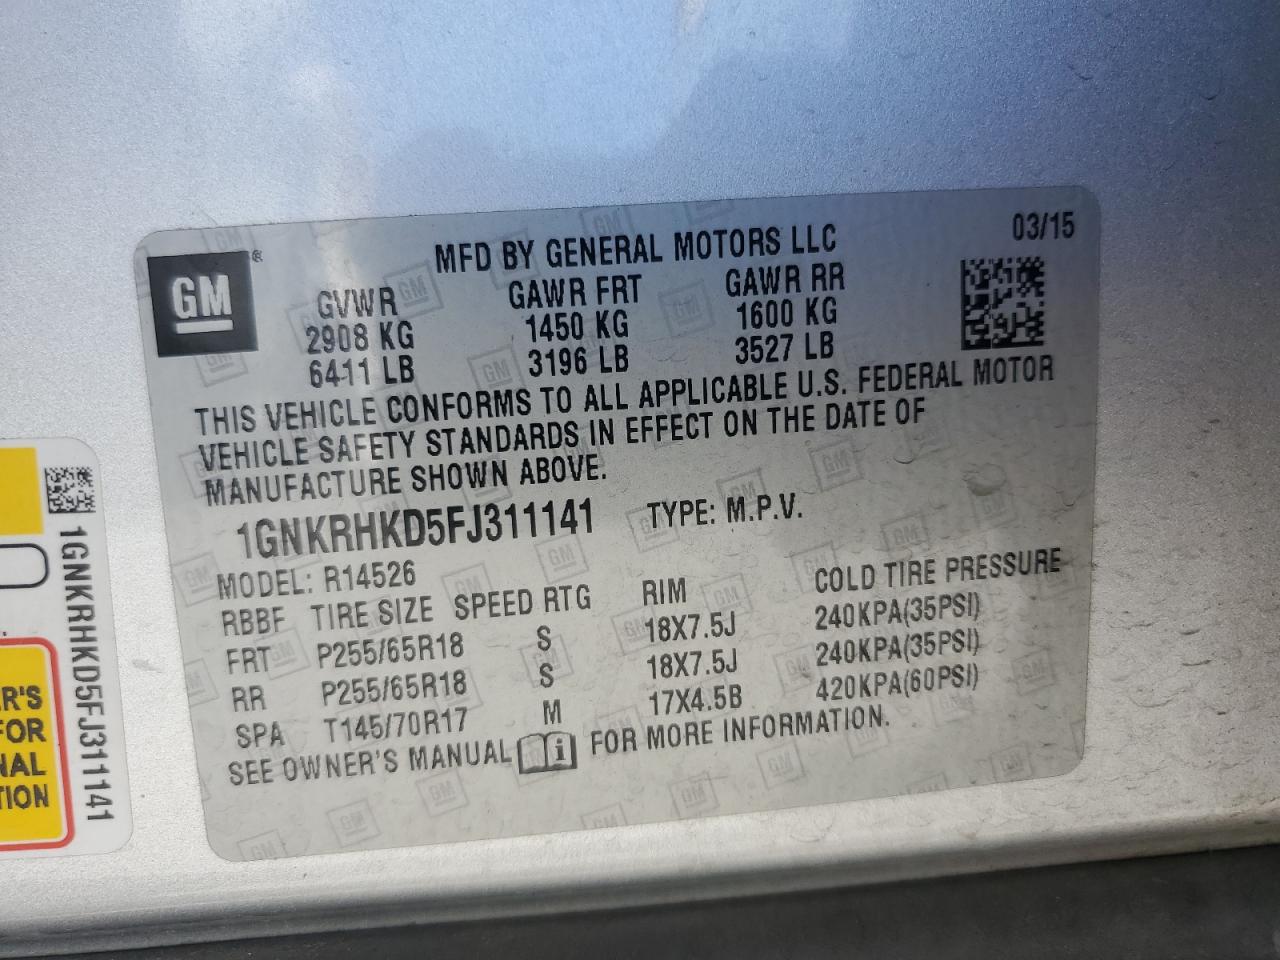 GM
®
MFD BY GENERAL MOTORS LLC
03/15
GVWR GAWR FRT GAWR RR
2908 KG 1450 KG 1600 KG
6411 LB 3196 LB 3527 LB
THIS VEHICLE CONFORMS TO ALL APPLICABLE U.S. FEDERAL MOTOR
VEHICLE SAFETY STANDARDS IN EFFECT ON THE DATE OF
MANUFACTURE SHOWN ABOVE.
1GNKRHKD5FJ311141 TYPE: M.P.V.
MODEL: R14526
RBBF TIRE SIZE SPEED RTG RIM COLD TIRE PRESSURE
FRT P255/65R18 S 18X7.5J 240KPA(35PSI)
RR P255/65R18 S 18X7.5J 240KPA(35PSI)
SPA T145/70R17 M 17X4.5B 420KPA(60PSI)
SEE OWNER'S MANUAL i FOR MORE INFORMATION.
1GNKRHKD5FJ311141
R'S
FOR
NAL
TION